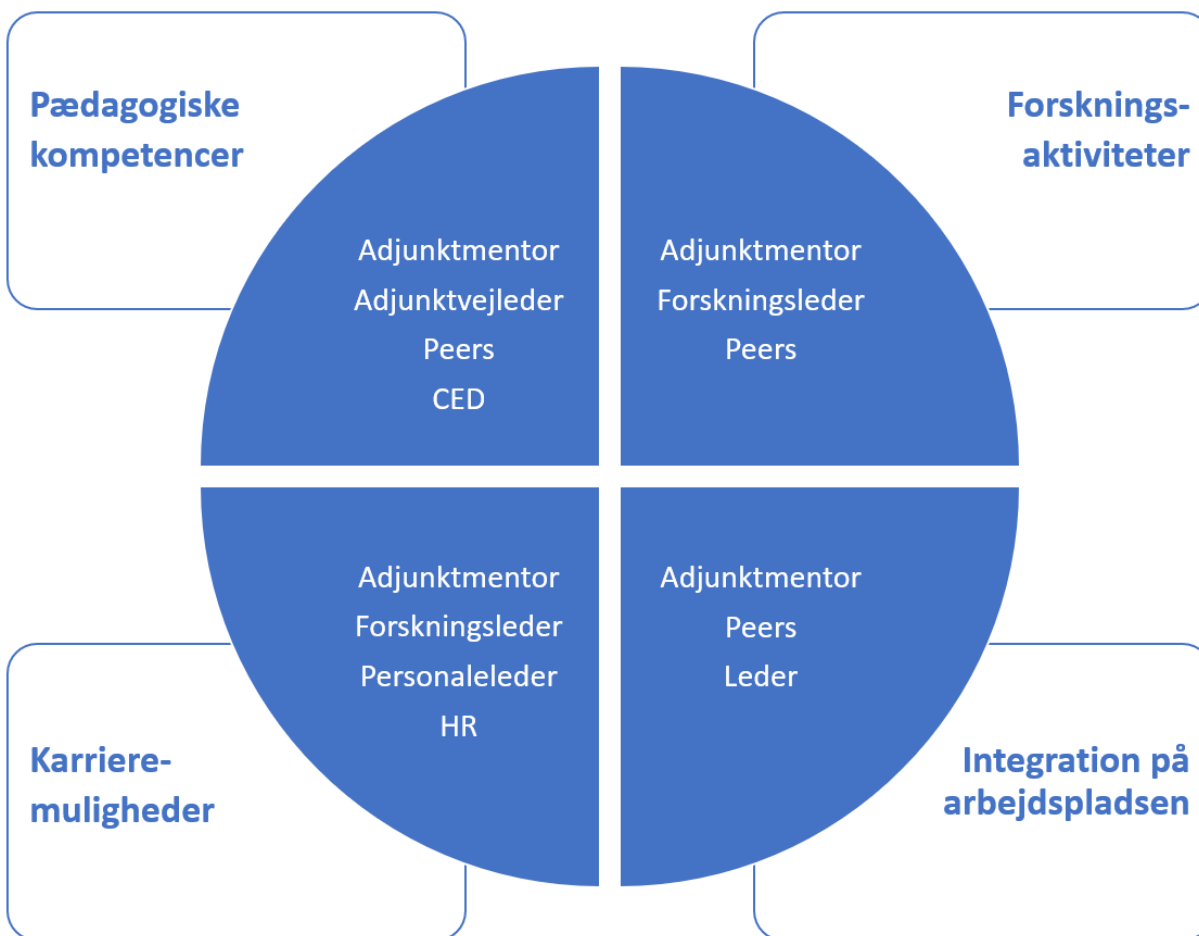 Pædagogiske
kompetencer
Adjunktmentor
Adjunktvejleder
Peers
CED
Forsknings-
aktiviteter
Adjunktmentor
Forskningsleder
Peers
Karriere-
muligheder
Adjunktmentor
Forskningsleder
Personaleleder
HR
Integration på
arbejdspladsen
Adjunktmentor
Peers
Leder